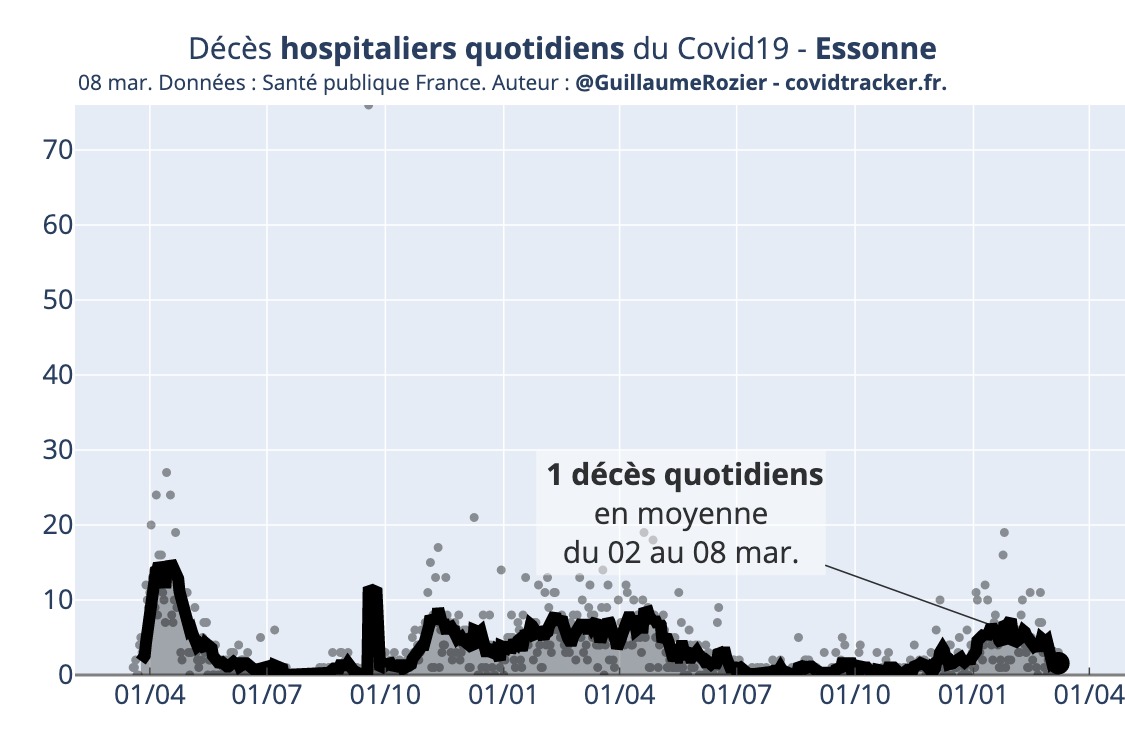 Décès hospitaliers quotidiens du Covid19 - Essonne
08 mar. Données : Santé publique France. Auteur : @GuillaumeRozier - covidtracker.fr.
70
60
50
40
30
20
10
0
1 décès quotidiens
en moyenne
du 02 au 08 mar.
01/04 01/07 01/10 01/01 01/04 01/07 01/10 01/01 01/04